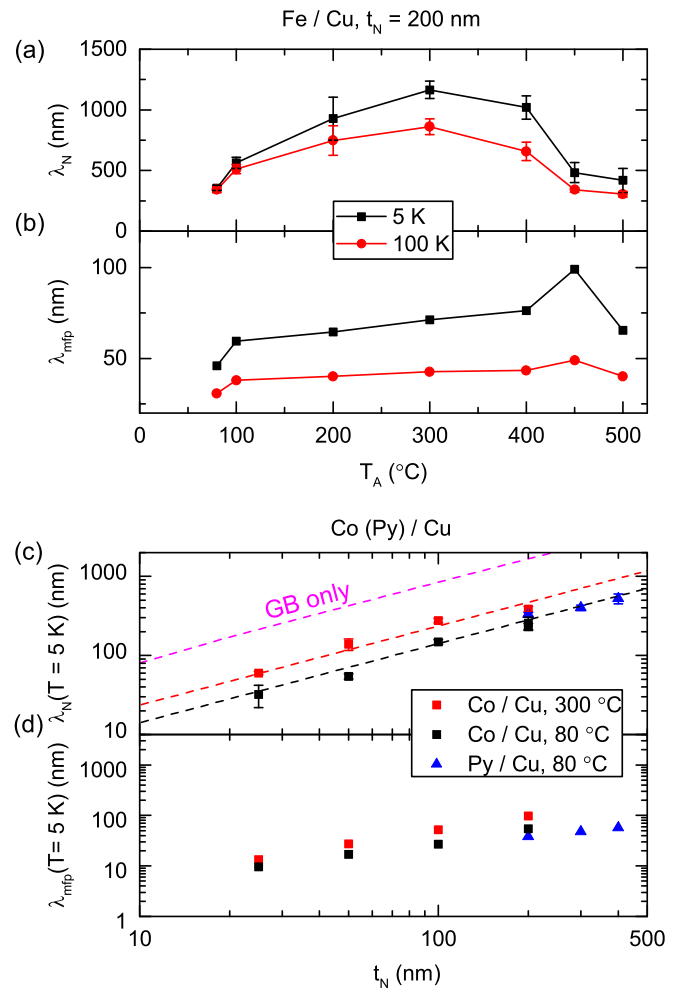 Fe / Cu, t_N = 200 nm
(a)
1500
1000
500
0
λ_N (nm)
(b)
5 K
100 K
100
50
λ_mfp (nm)
0 100 200 300 400 500
T_A (°C)
Co (Py) / Cu
(c)
1000
100
10
λ_N(T = 5 K) (nm)
GB only
(d)
Co / Cu, 300 °C
Co / Cu, 80 °C
Py / Cu, 80 °C
1000
100
10
1
λ_mfp(T= 5 K) (nm)
10 100 500
t_N (nm)